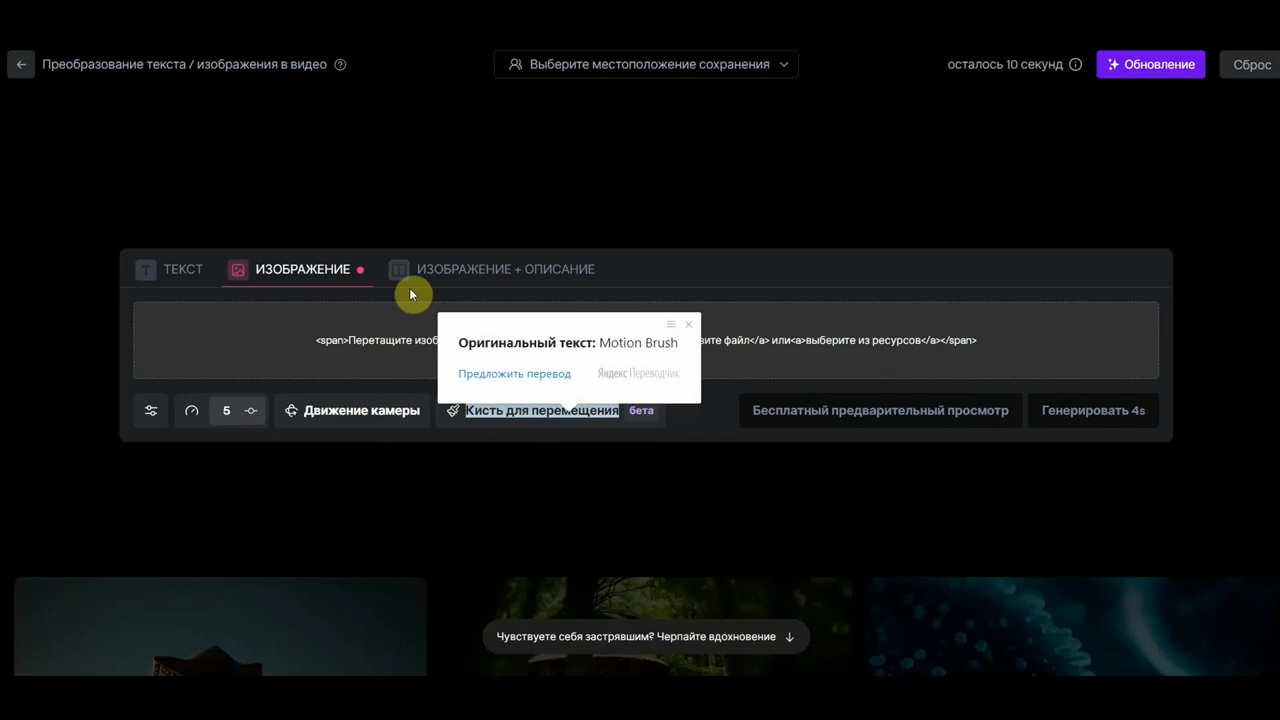 Преобразование текста / изображения в видео
Выберите местоположение сохранения
осталось 10 секунд
Обновление
Сброс
T ТЕКСТ
ИЗОБРАЖЕНИЕ
ИЗОБРАЖЕНИЕ + ОПИСАНИЕ
Оригинальный текст: Motion Brush
Предложить перевод
Яндекс Переводчик
<span>Перетащите изоб
ите файл</a> или<a>выберите из ресурсов</a></span>
5
Движение камеры
Кисть для перемещения
бета
Бесплатный предварительный просмотр
Генерировать 4s
Чувствуете себя застрявшим? Черпайте вдохновение